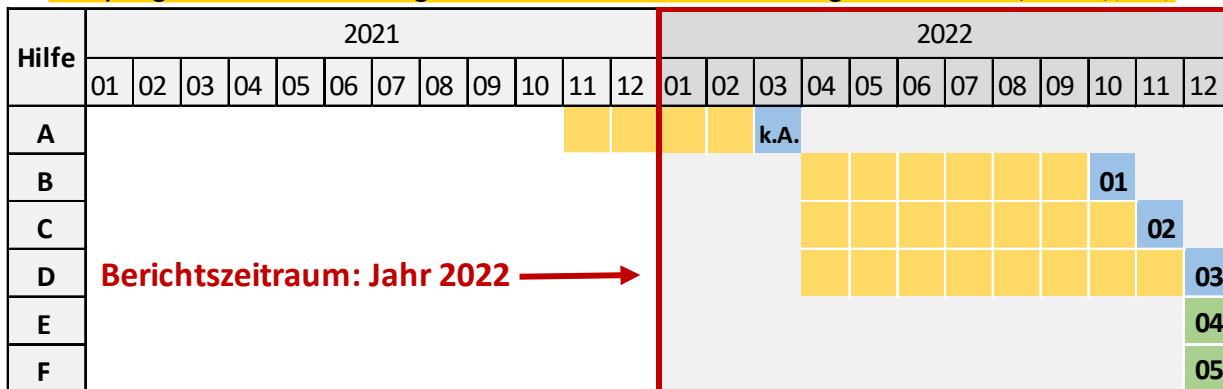 2021 2022
Hilfe
01 02 03 04 05 06 07 08 09 10 11 12 01 02 03 04 05 06 07 08 09 10 11 12
A k.A.
B 01
C 02
D Berichtszeitraum: Jahr 2022 03
E 04
F 05